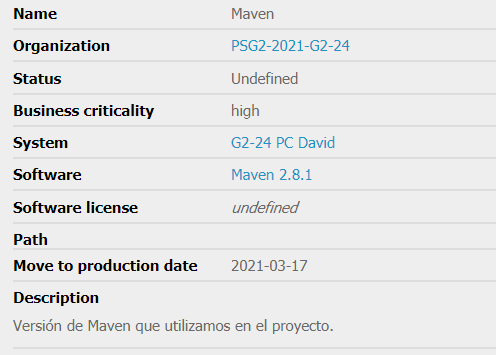 Name Maven
Organization PSG2-2021-G2-24
Status Undefined
Business criticality high
System G2-24 PC David
Software Maven 2.8.1
Software license undefined
Path
Move to production date 2021-03-17
Description
Versión de Maven que utilizamos en el proyecto.